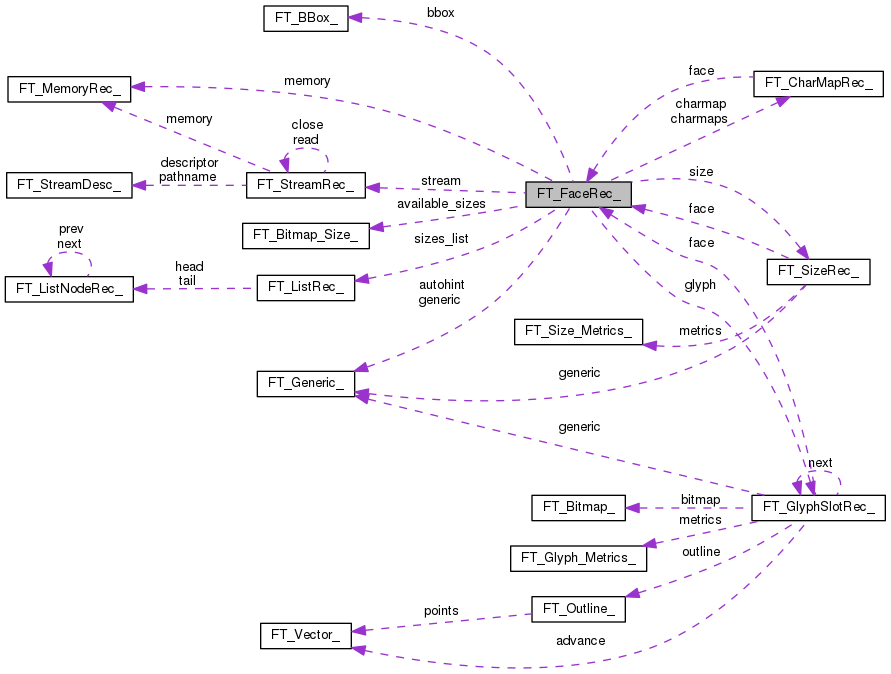 FT_BBox_
bbox
FT_MemoryRec_
memory
face
FT_CharMapRec_
charmap
charmaps
memory
close
read
descriptor
pathname
FT_StreamDesc_
FT_StreamRec_
stream
FT_FaceRec_
size
available_sizes
face
FT_Bitmap_Size_
sizes_list
face
prev
next
head
tail
FT_ListNodeRec_
FT_ListRec_
autohint
generic
glyph
FT_SizeRec_
FT_Size_Metrics_
metrics
FT_Generic_
generic
generic
next
FT_Bitmap_
bitmap
FT_GlyphSlotRec_
metrics
FT_Glyph_Metrics_
outline
points
FT_Outline_
FT_Vector_
advance